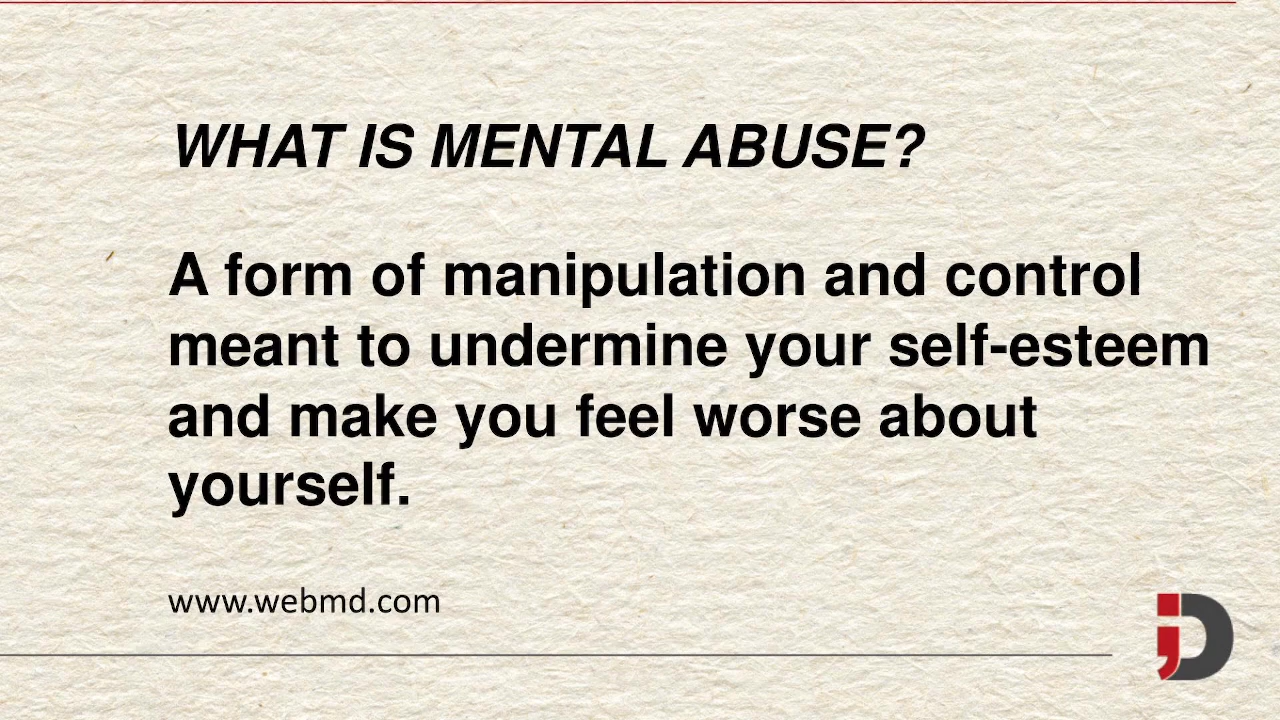 WHAT IS MENTAL ABUSE?
A form of manipulation and control
meant to undermine your self-esteem
and make you feel worse about
yourself.
www.webmd.com